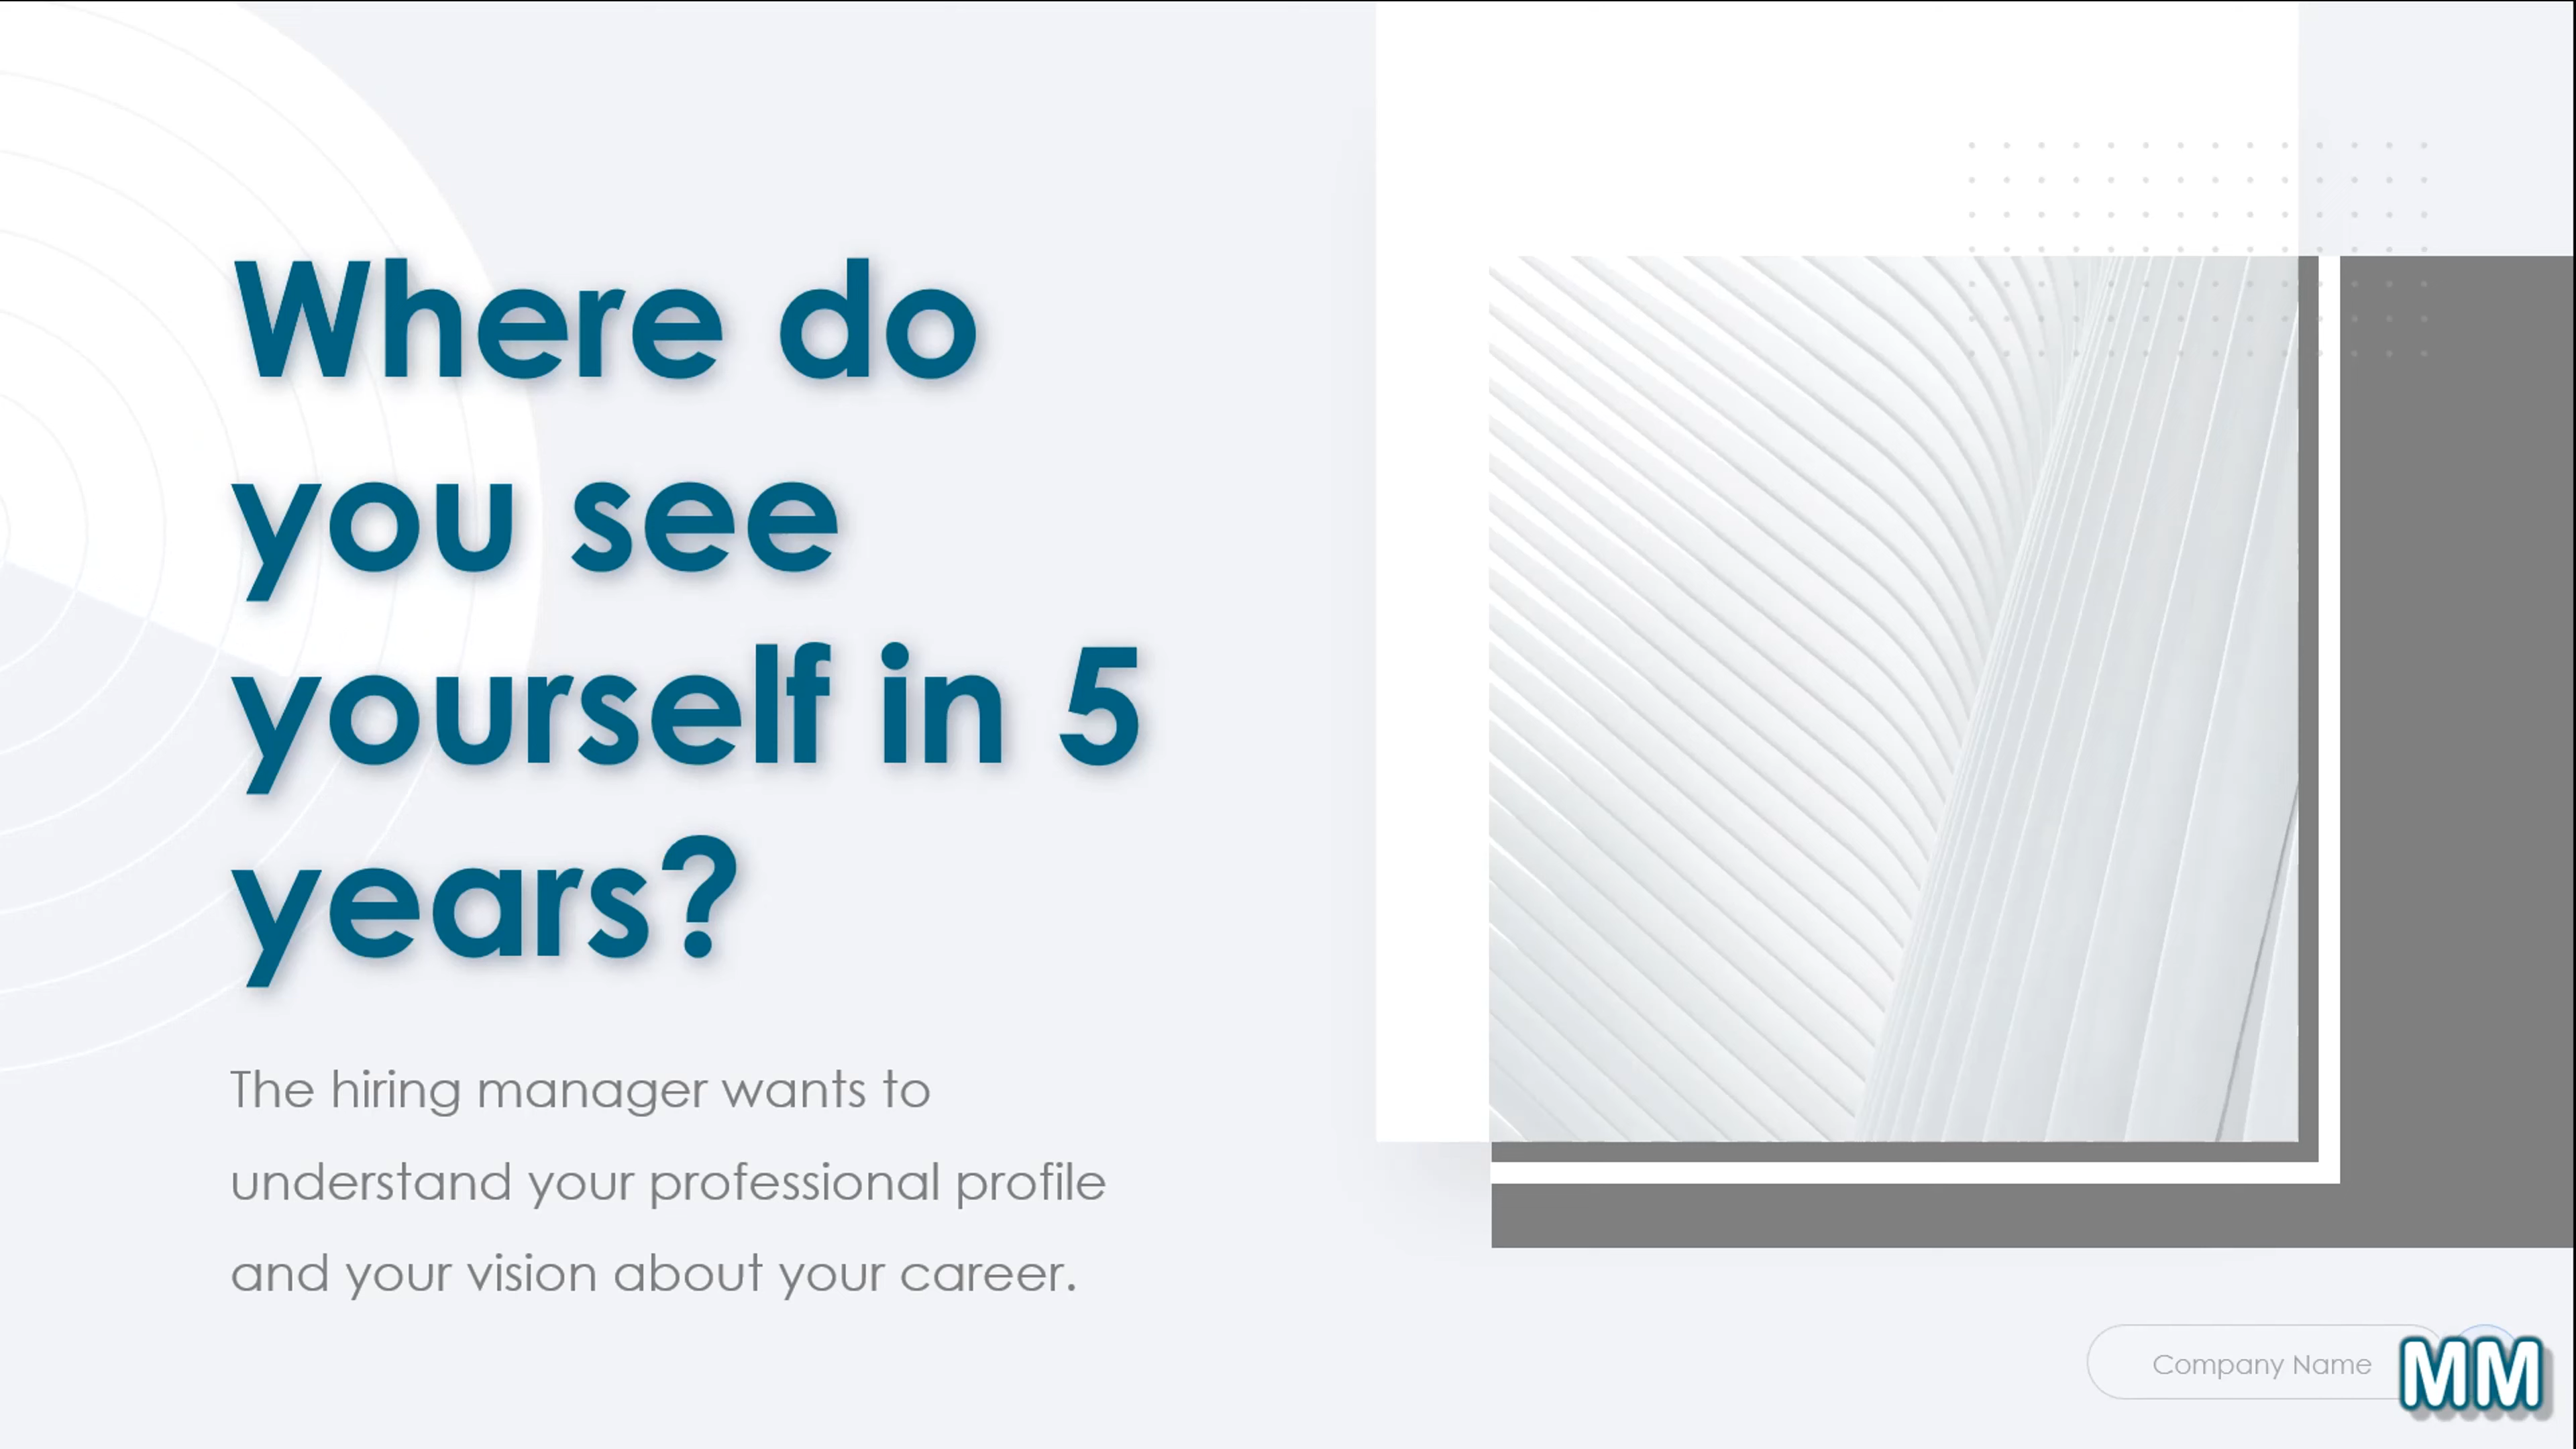 Where do
you see
yourself in 5
years?
The hiring manager wants to
understand your professional profile
and your vision about your career.
Company Name
MM